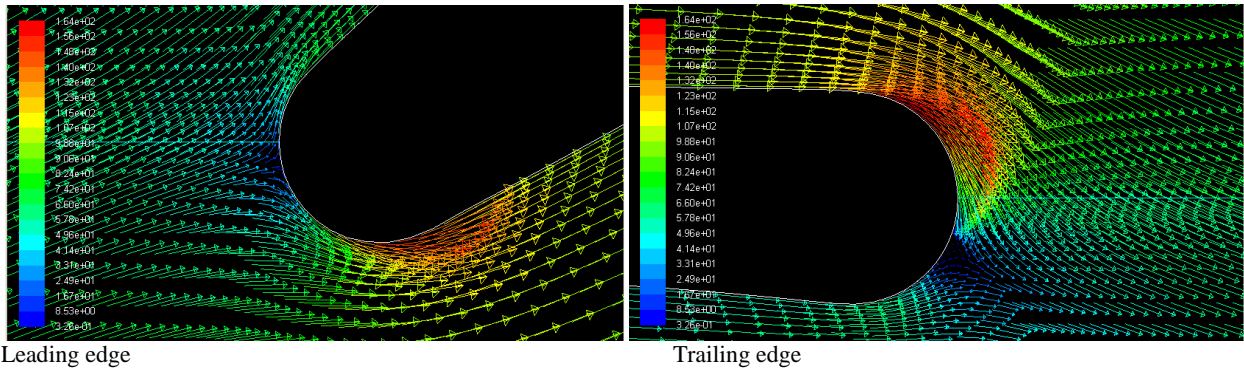 1.64e+02
1.56e+02
1.48e+02
1.40e+02
1.32e+02
1.23e+02
1.15e+02
1.07e+02
9.88e+01
9.06e+01
8.24e+01
7.42e+01
6.60e+01
5.78e+01
4.96e+01
4.14e+01
3.31e+01
2.49e+01
1.67e+01
8.53e+00
3.26e-01
1.64e+02
1.56e+02
1.48e+02
1.40e+02
1.32e+02
1.23e+02
1.15e+02
1.07e+02
9.88e+01
9.06e+01
8.24e+01
7.42e+01
6.60e+01
5.78e+01
4.96e+01
4.14e+01
3.31e+01
2.49e+01
1.67e+01
8.53e+00
3.26e-01
Leading edge
Trailing edge